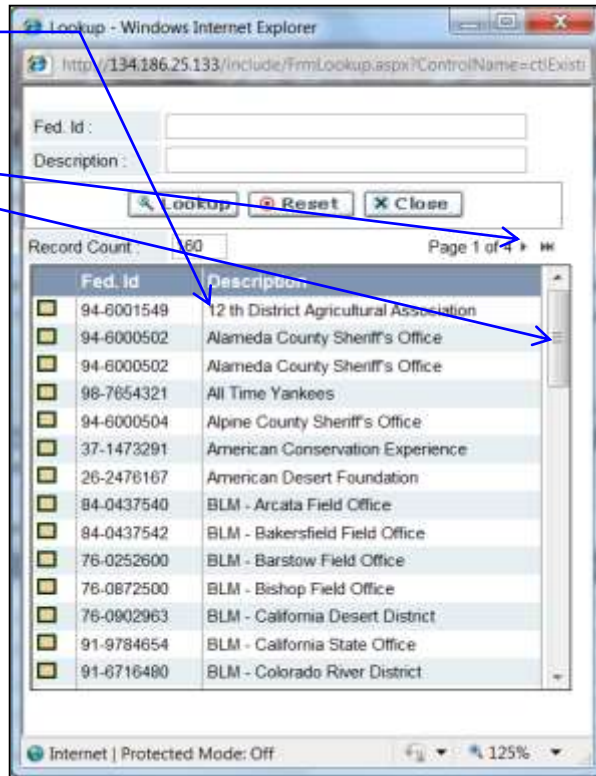 Lookup - Windows Internet Explorer
http://134.186.25.133/include/FrmLookup.aspx?ControlName=ctlExisti
Fed. Id :
Description :
Lookup Reset Close
Record Count : 160 Page 1 of 4
Fed. Id Description
94-6001549 12 th District Agricultural Association
94-6000502 Alameda County Sheriff's Office
94-6000502 Alameda County Sheriff's Office
98-7654321 All Time Yankees
94-6000504 Alpine County Sheriff's Office
37-1473291 American Conservation Experience
26-2476167 American Desert Foundation
84-0437540 BLM - Arcata Field Office
84-0437542 BLM - Bakersfield Field Office
76-0252600 BLM - Barstow Field Office
76-0872500 BLM - Bishop Field Office
76-0902963 BLM - California Desert District
91-9784654 BLM - California State Office
91-6716480 BLM - Colorado River District
Internet | Protected Mode: Off 125%